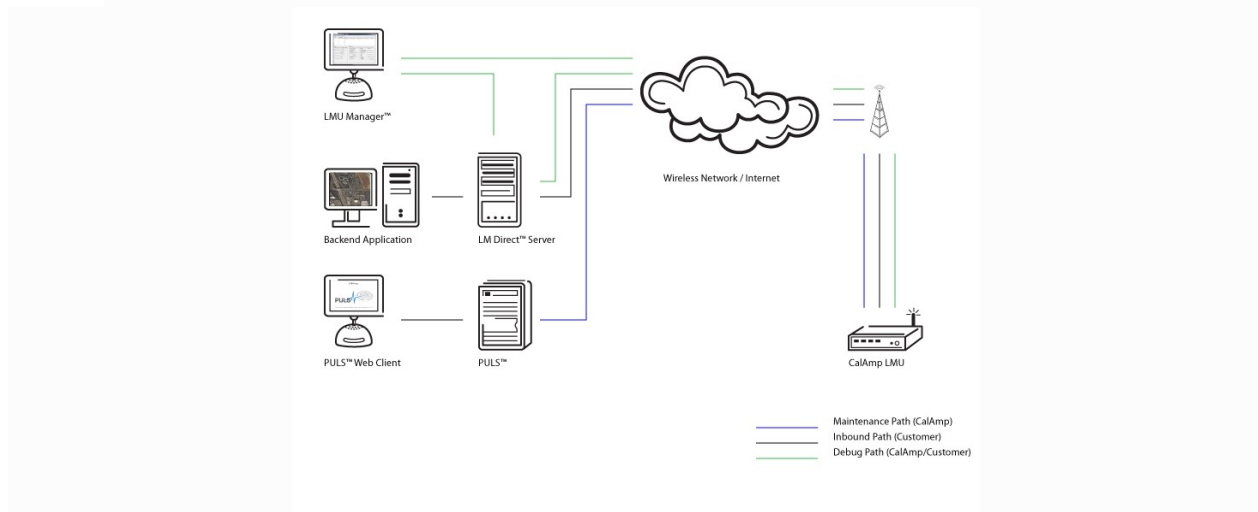 LMU Manager™
Wireless Network / Internet
Backend Application
LM Direct™ Server
PULS
PULS™ Web Client
PULS™
CalAmp LMU
Maintenance Path (CalAmp)
Inbound Path (Customer)
Debug Path (CalAmp/Customer)